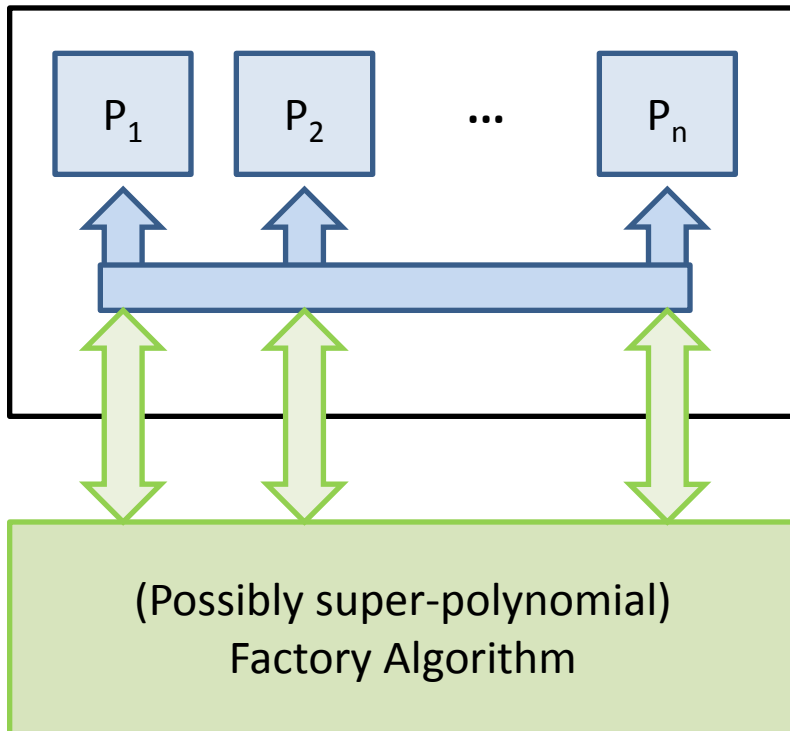 P₁ P₂ ... Pₙ
(Possibly super-polynomial)
Factory Algorithm